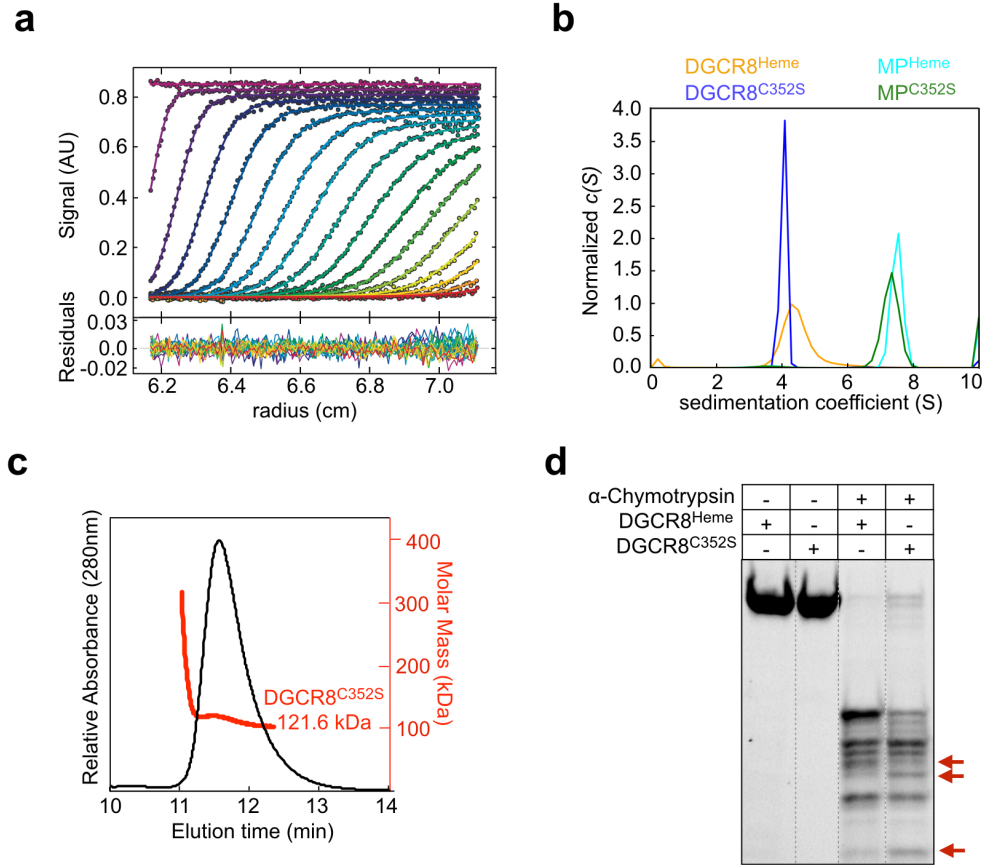 a
Signal (AU)
0.8
0.6
0.4
0.2
0.0
Residuals
0.03
0.0
-0.02
6.2 6.4 6.6 6.8 7.0
radius (cm)
b
DGCR8Heme MPHeme
DGCR8C352S MPC352S
Normalized c(S)
4.0
3.5
3.0
2.5
2.0
1.5
1.0
0.5
0.0
0 2 4 6 8 10
sedimentation coefficient (S)
c
Relative Absorbance (280nm)
400
300
200
100
Molar Mass (kDa)
DGCR8C352S
121.6 kDa
10 11 12 13 14
Elution time (min)
d
α-Chymotrypsin - - + +
DGCR8Heme + - + -
DGCR8C352S - + - +